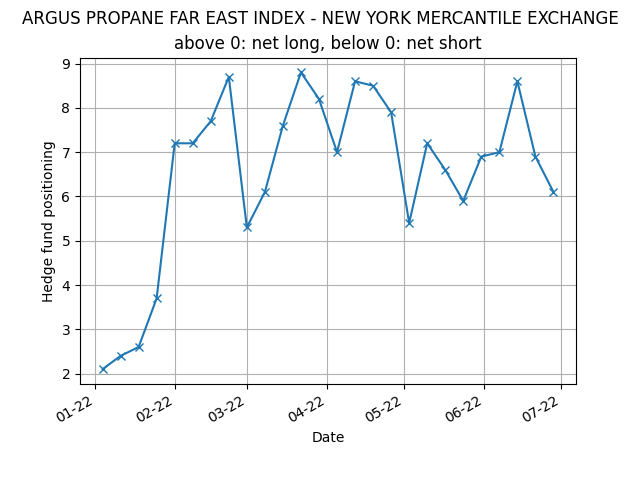 ARGUS PROPANE FAR EAST INDEX - NEW YORK MERCANTILE EXCHANGE
above 0: net long, below 0: net short
Hedge fund positioning
9
8
7
6
5
4
3
2
01-22 02-22 03-22 04-22 05-22 06-22 07-22
Date